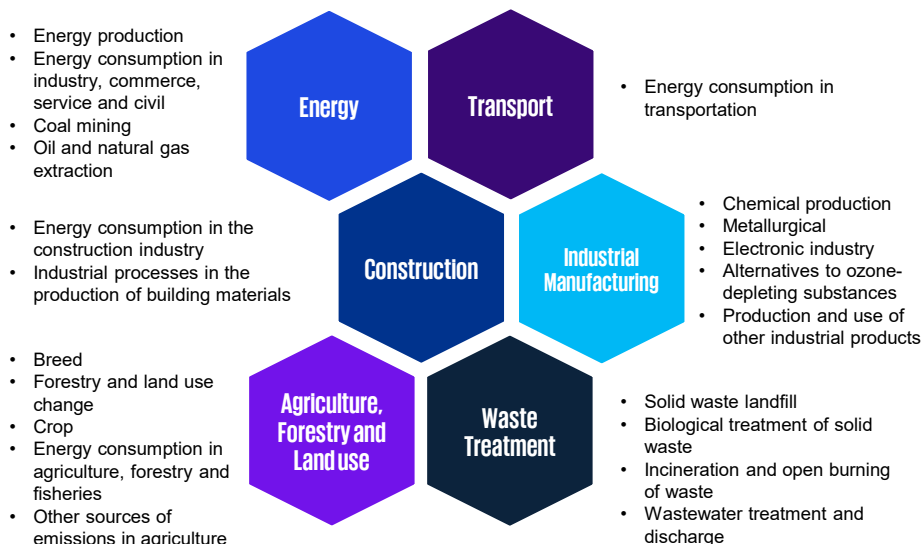 • Energy production
• Energy consumption in
industry, commerce,
service and civil
• Coal mining
• Oil and natural gas
extraction
Energy
Transport
• Energy consumption in
transportation
• Energy consumption in the
construction industry
• Industrial processes in the
production of building materials
Construction
Industrial
Manufacturing
• Chemical production
• Metallurgical
• Electronic industry
• Alternatives to ozone-
depleting substances
• Production and use of
other industrial products
• Breed
• Forestry and land use
change
• Crop
• Energy consumption in
agriculture, forestry and
fisheries
• Other sources of
emissions in agriculture
Agriculture,
Forestry and
Land use
Waste
Treatment
• Solid waste landfill
• Biological treatment of solid
waste
• Incineration and open burning
of waste
• Wastewater treatment and
discharge